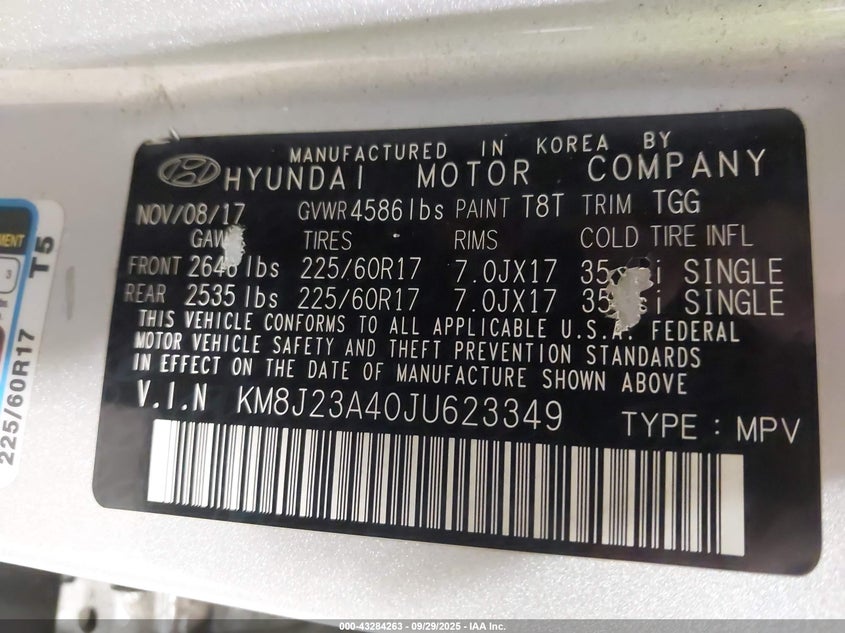 MANUFACTURED IN KOREA BY
HYUNDAI MOTOR COMPANY
NOV/08/17 GVWR 4586 lbs PAINT T8T TRIM TGG
TIRES RIMS COLD TIRE INFL
FRONT lbs 225/60R17 7.0JX17 SINGLE
REAR 2535 lbs 225/60R17 7.0JX17 SINGLE
THIS VEHICLE CONFORMS TO ALL APPLICABLE U.S.A. FEDERAL
MOTOR VEHICLE SAFETY AND THEFT PREVENTION STANDARDS
IN EFFECT ON THE DATE OF MANUFACTURE SHOWN ABOVE
V.I.N KM8J23A40JU623349 TYPE : MPV
225/60R17 T5
3
000-43284263 - 09/29/2025 - IAA Inc.